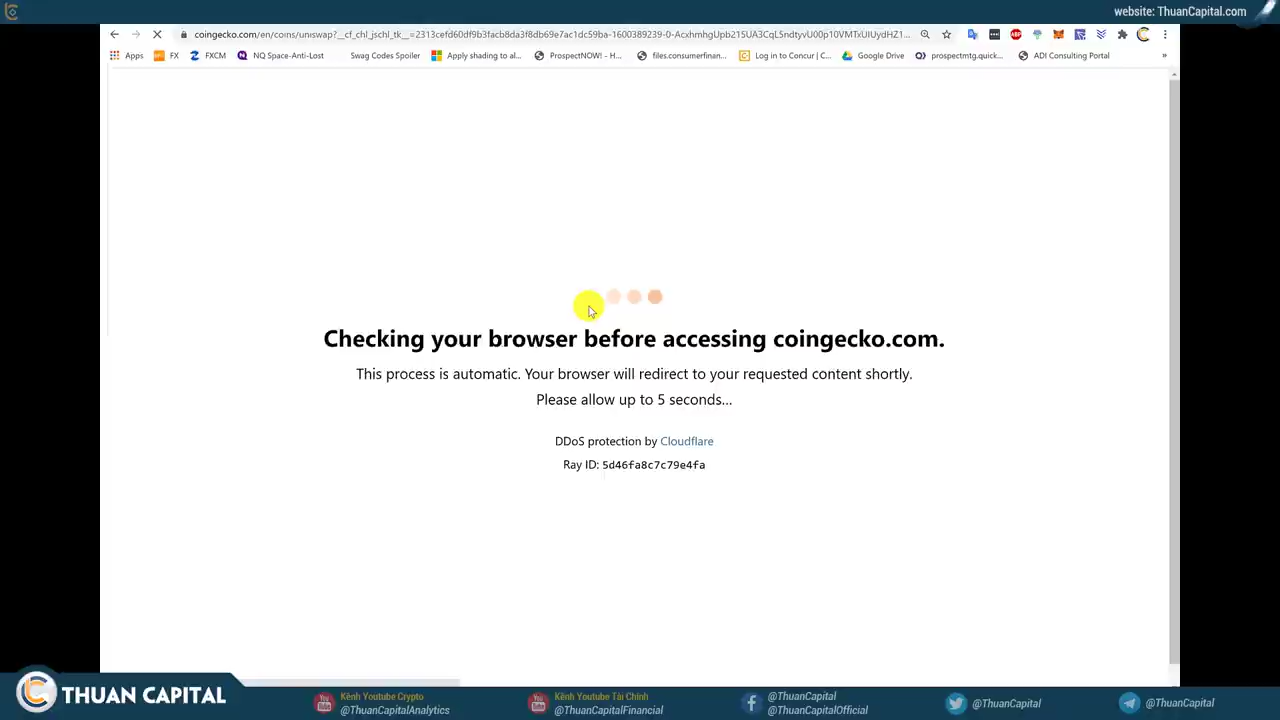 website: ThuanCapital.com
coingecko.com/en/coins/uniswap?__cf_chl_jschl_tk__=
Apps FX FXCM NQ Space-Anti-Lost Swag Codes Spoiler Apply shading to al... ProspectNOW! - H... files.consumerfinan... Log in to Concur | C... Google Drive prospectmtg.quick... ADI Consulting Portal »
Checking your browser before accessing coingecko.com.
This process is automatic. Your browser will redirect to your requested content shortly.
Please allow up to 5 seconds...
DDoS protection by Cloudflare
Ray ID: 5d46fa8c7c79e4fa
THUAN CAPITAL
Kênh Youtube Crypto
@ThuanCapitalAnalytics
Kênh Youtube Tài Chính
@ThuanCapitalFinancial
@ThuanCapital
@ThuanCapitalOfficial
@ThuanCapital
@ThuanCapital